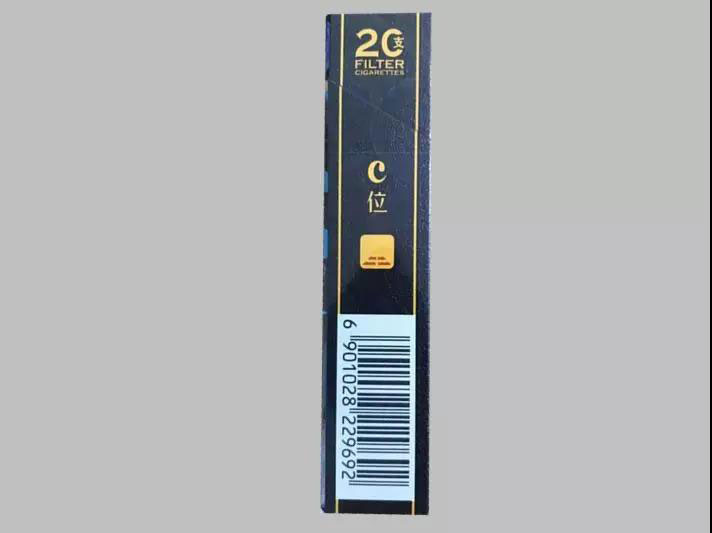 20支
FILTER
CIGARETTES
C
位
6 901028 229692